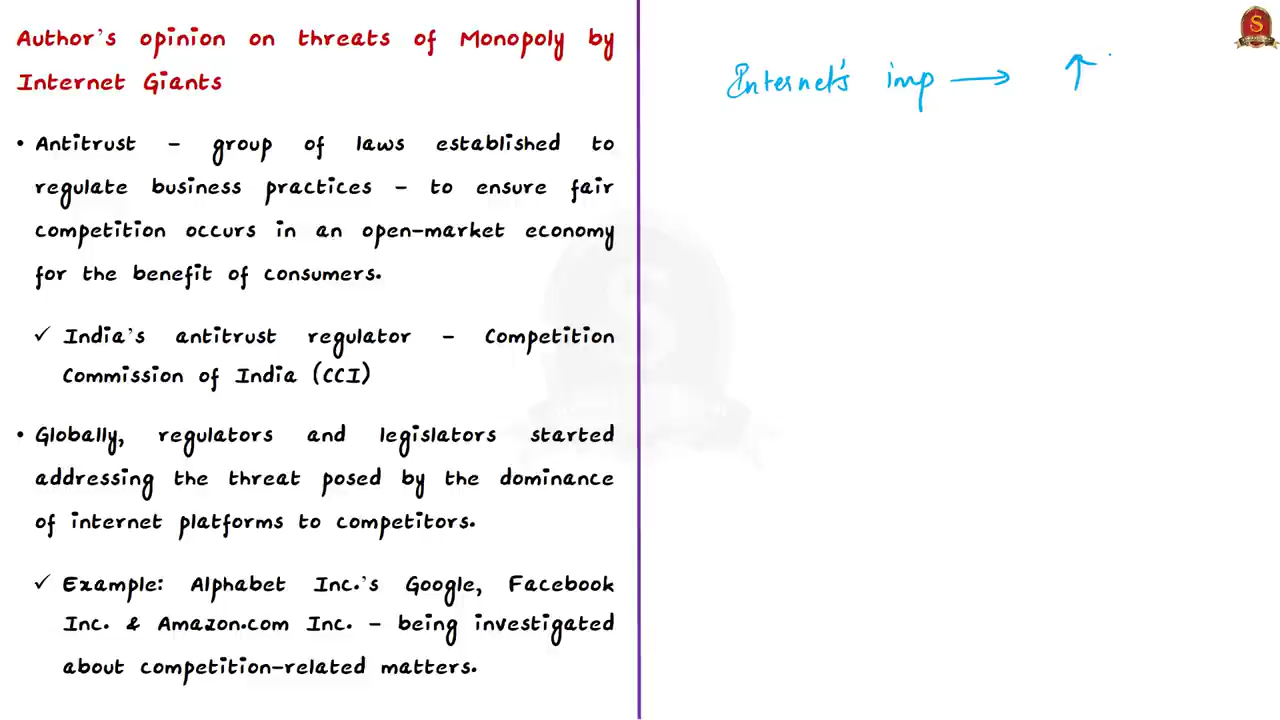 Author's opinion on threats of Monopoly by
Internet Giants
• Antitrust – group of laws established to
regulate business practices – to ensure fair
competition occurs in an open-market economy
for the benefit of consumers.
✓ India's antitrust regulator – Competition
Commission of India (CCI)
• Globally, regulators and legislators started
addressing the threat posed by the dominance
of internet platforms to competitors.
✓ Example: Alphabet Inc.'s Google, Facebook
Inc. & Amazon.com Inc. – being investigated
about competition-related matters.
Internet's imp → ↑
S